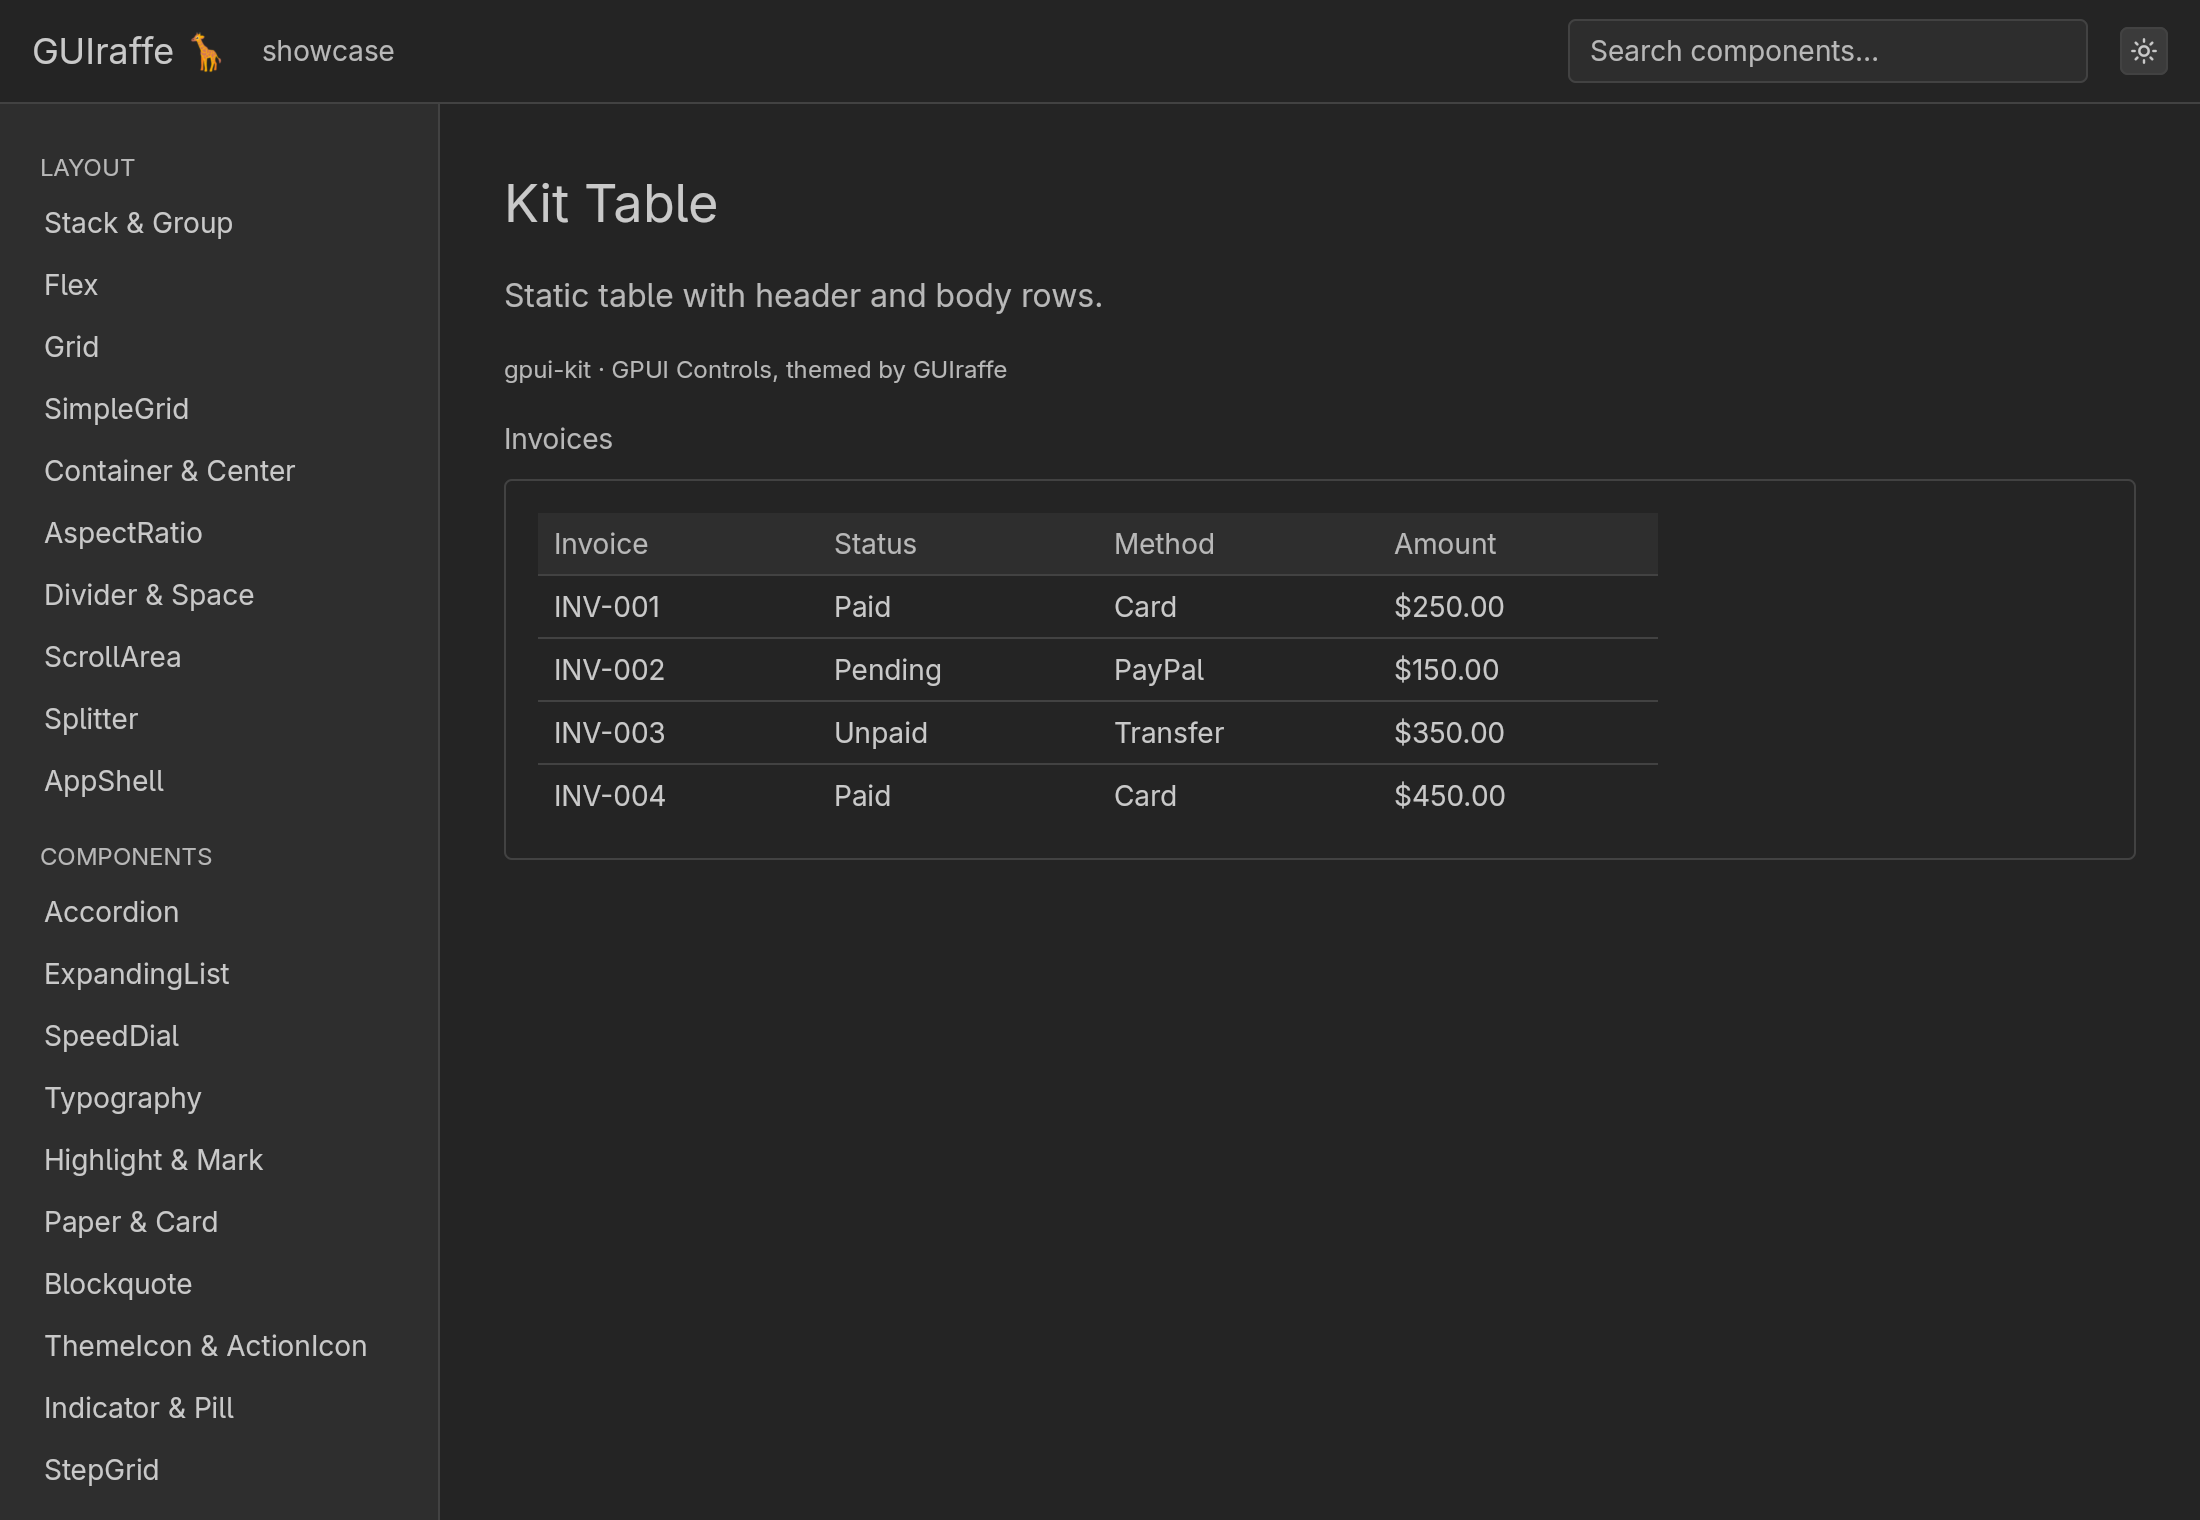 GUIraffe 🦒 showcase Search components...
LAYOUT
Stack & Group
Flex
Grid
SimpleGrid
Container & Center
AspectRatio
Divider & Space
ScrollArea
Splitter
AppShell
COMPONENTS
Accordion
ExpandingList
SpeedDial
Typography
Highlight & Mark
Paper & Card
Blockquote
ThemeIcon & ActionIcon
Indicator & Pill
StepGrid
Kit Table
Static table with header and body rows.
gpui-kit · GPUI Controls, themed by GUIraffe
Invoices
Invoice Status Method Amount
INV-001 Paid Card $250.00
INV-002 Pending PayPal $150.00
INV-003 Unpaid Transfer $350.00
INV-004 Paid Card $450.00